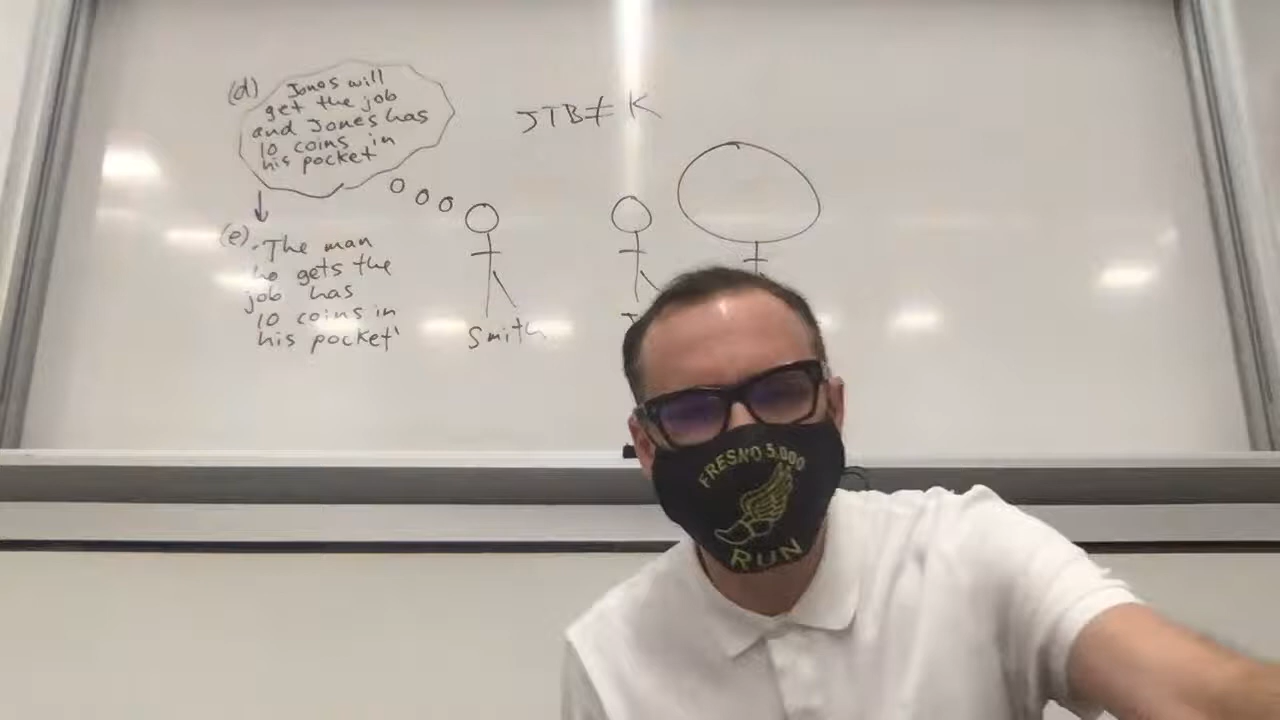 (d) Jones will
get the job
and Jones has
10 coins in
his pocket
JTB≠ K
(e) "The man
who gets the
job has
10 coins in
his pocket"
Smith
FRESNO 5,000
RUN